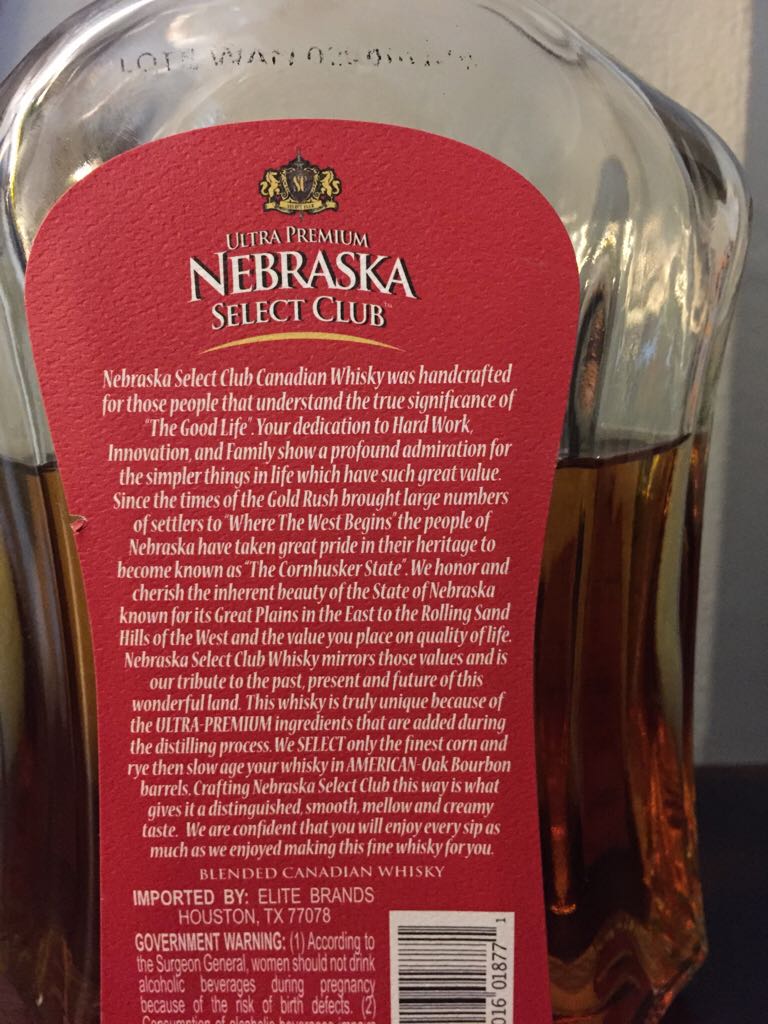 ULTRA PREMIUM
NEBRASKA
SELECT CLUB™
Nebraska Select Club Canadian Whisky was handcrafted
for those people that understand the true significance of
"The Good Life". Your dedication to Hard Work,
Innovation, and Family show a profound admiration for
the simpler things in life which have such great value.
Since the times of the Gold Rush brought large numbers
of settlers to "Where The West Begins" the people of
Nebraska have taken great pride in their heritage to
become known as "The Cornhusker State". We honor and
cherish the inherent beauty of the State of Nebraska
known for its Great Plains in the East to the Rolling Sand
Hills of the West and the value you place on quality of life.
Nebraska Select Club Whisky mirrors those values and is
our tribute to the past, present and future of this
wonderful land. This whisky is truly unique because of
the ULTRA-PREMIUM ingredients that are added during
the distilling process. We SELECT only the finest corn and
rye then slow age your whisky in AMERICAN-Oak Bourbon
barrels. Crafting Nebraska Select Club this way is what
gives it a distinguished, smooth, mellow and creamy
taste. We are confident that you will enjoy every sip as
much as we enjoyed making this fine whisky for you.
BLENDED CANADIAN WHISKY
IMPORTED BY: ELITE BRANDS
HOUSTON, TX 77078
GOVERNMENT WARNING: (1) According to
the Surgeon General, women should not drink
alcoholic beverages during pregnancy
because of the risk of birth defects. (2)
Consumption of alcoholic beverages impairs
016 01877 1